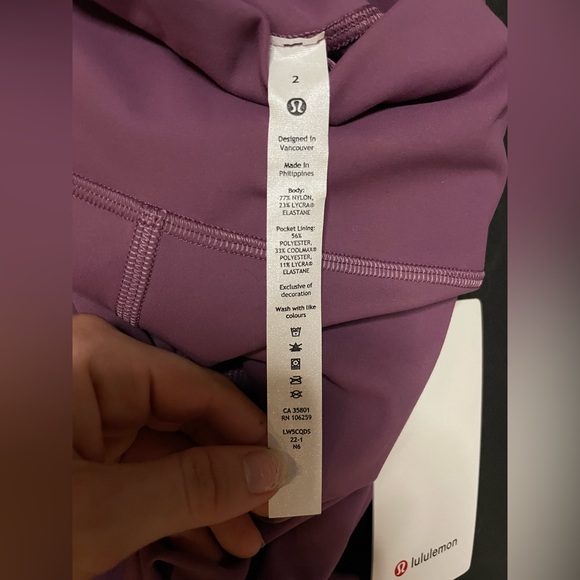 2
Designed in
Vancouver
Made in
Philippines
Body:
77% NYLON,
23% LYCRA®
ELASTANE
Pocket Lining:
56%
POLYESTER,
33% COOLMAX®
POLYESTER,
11% LYCRA®
ELASTANE
Exclusive of
decoration
Wash with like
colours
CA 35801
RN 106259
LW5CQDS
22-1
N6
lululemon